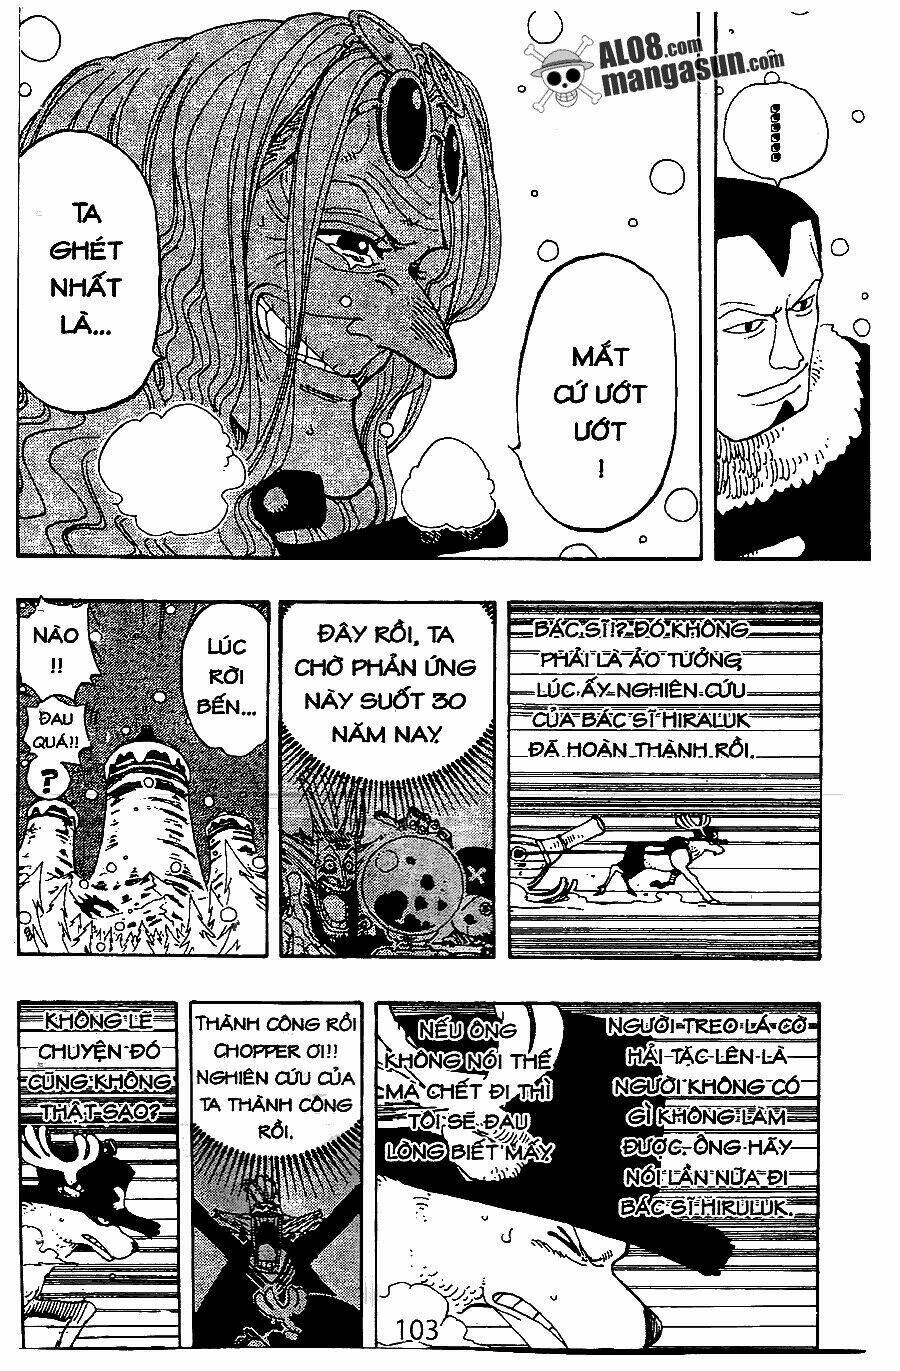 AL08.com
mangasun.com
MẮT
CỨ ƯỚT
ƯỚT
!
TA
GHÉT
NHẤT
LÀ...
BÁC SĨ!? ĐÓ KHÔNG
PHẢI LÀ ẢO TƯỞNG,
LÚC ẤY NGHIÊN CỨU
CỦA BÁC SĨ HIRALUK
ĐÃ HOÀN THÀNH RỒI.
ĐÂY RỒI, TA
CHỜ PHẢN ỨNG
NÀY SUỐT 30
NĂM NAY.
LÚC
RỜI
BẾN...
NÀO
!!
ĐAU
QUÁ!!
?
NGƯỜI TREO LÁ CỜ
HẢI TẶC LÊN LÀ
NGƯỜI KHÔNG CÓ
GÌ KHÔNG LÀM
ĐƯỢC. ÔNG HÃY
NÓI LẦN NỮA ĐI
BÁC SĨ HIRULUK.
NẾU ÔNG
KHÔNG NÓI THẾ
MÀ CHẾT ĐI THÌ
TÔI SẼ ĐAU
LÒNG BIẾT MẤY
THÀNH CÔNG RỒI
CHOPPER ƠI!!
NGHIÊN CỨU CỦA
TA THÀNH CÔNG
RỒI.
KHÔNG LẼ
CHUYỆN ĐÓ
CŨNG KHÔNG
THẬT SAO?
103